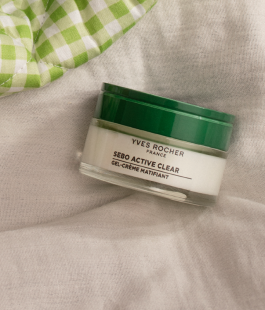 YVES ROCHER
FRANCE
SEBO ACTIVE CLEAR
GEL-CRÈME MATIFIANT